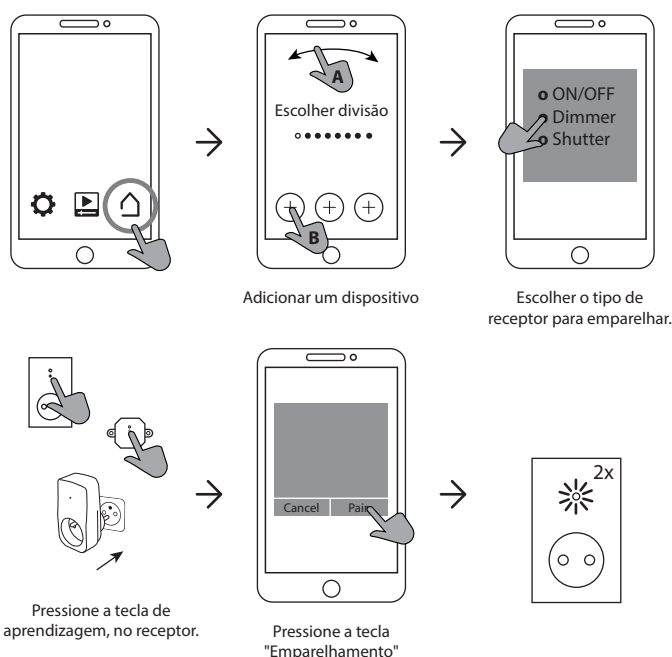 A
Escolher divisão
B
Adicionar um dispositivo
o ON/OFF
Dimmer
o Shutter
Escolher o tipo de
receptor para emparelhar.
Pressione a tecla de
aprendizagem, no receptor.
Cancel Pair
Pressione a tecla
"Emparelhamento"
2x